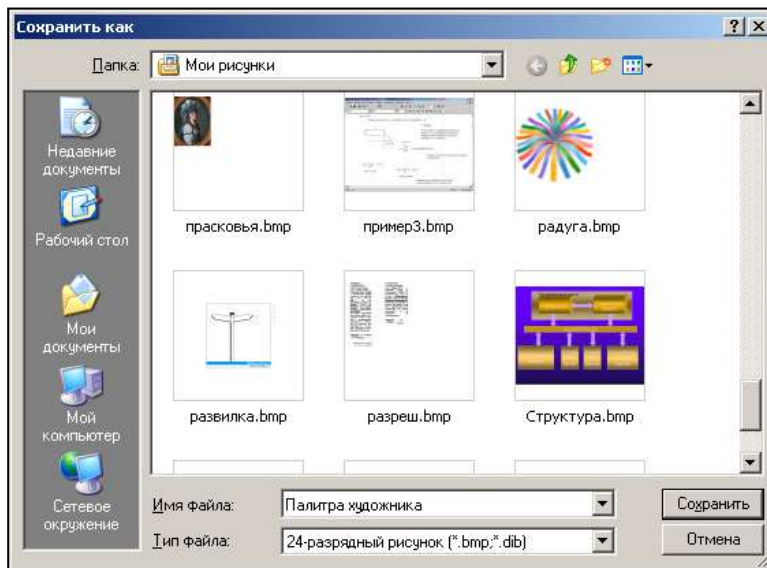 Сохранить как
Папка:
Мои рисунки
Недавние
документы
Рабочий стол
Мои
документы
Мой
компьютер
Сетевое
окружение
прасковья.bmp
пример3.bmp
радуга.bmp
развилка.bmp
разреш.bmp
Структура.bmp
Имя файла:
Палитра художника
Сохранить
Тип файла:
24-разрядный рисунок (*.bmp;*.dib)
Отмена